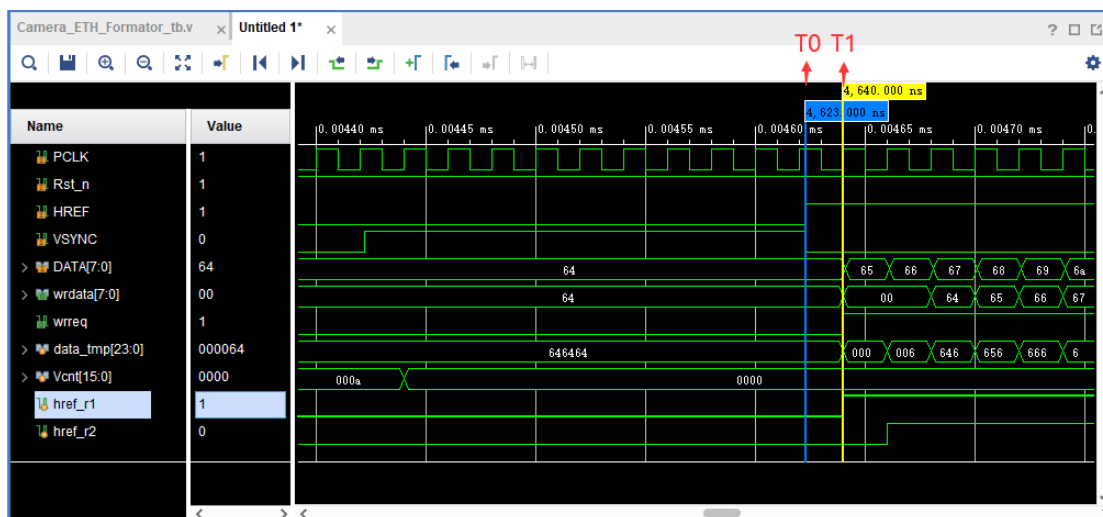 Camera_ETH_Formator_tb.v × Untitled 1* ×
T0 T1
4,640.000 ns
Name Value
4,623.000 ns
0.00440 ms 0.00445 ms 0.00450 ms 0.00455 ms 0.00460 ms 0.00465 ms 0.00470 ms 0.
PCLK 1
Rst_n 1
HREF 1
VSYNC 0
DATA[7:0] 64 64 65 66 67 68 69 6a
wrdata[7:0] 00 64 00 64 65 66 67
wrreq 1
data_tmp[23:0] 000064 646464 000 006 646 656 666 6
Vcnt[15:0] 0000 000a 0000
href_r1 1
href_r2 0